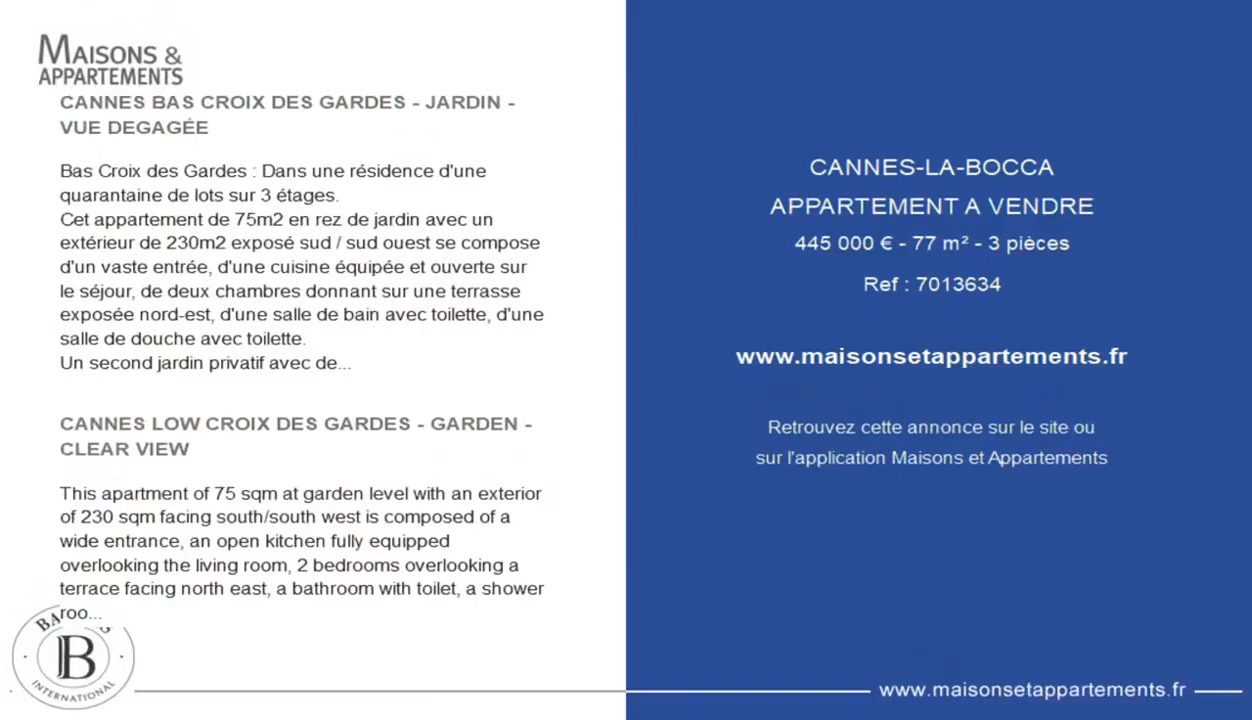 MAISONS &
APPARTEMENTS
CANNES BAS CROIX DES GARDES - JARDIN -
VUE DEGAGÉE
Bas Croix des Gardes : Dans une résidence d'une
quarantaine de lots sur 3 étages.
Cet appartement de 75m2 en rez de jardin avec un
extérieur de 230m2 exposé sud / sud ouest se compose
d'un vaste entrée, d'une cuisine équipée et ouverte sur
le séjour, de deux chambres donnant sur une terrasse
exposée nord-est, d'une salle de bain avec toilette, d'une
salle de douche avec toilette.
Un second jardin privatif avec de...
CANNES LOW CROIX DES GARDES - GARDEN -
CLEAR VIEW
This apartment of 75 sqm at garden level with an exterior
of 230 sqm facing south/south west is composed of a
wide entrance, an open kitchen fully equipped
overlooking the living room, 2 bedrooms overlooking a
terrace facing north east, a bathroom with toilet, a shower
roo...
B
INTERNATIONAL
CANNES-LA-BOCCA
APPARTEMENT A VENDRE
445 000 € - 77 m² - 3 pièces
Ref : 7013634
www.maisonsetappartements.fr
Retrouvez cette annonce sur le site ou
sur l'application Maisons et Appartements
www.maisonsetappartements.fr